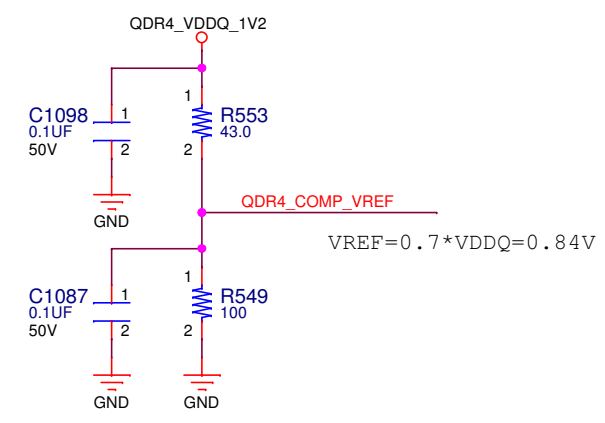 QDR4_VDDQ_1V2
1
C1098
1
R553
0.1UF
43.0
50V
2
2
QDR4_COMP_VREF
GND
VREF=0.7*VDDQ=0.84V
1
C1087
1
R549
0.1UF
100
50V
2
2
GND
GND